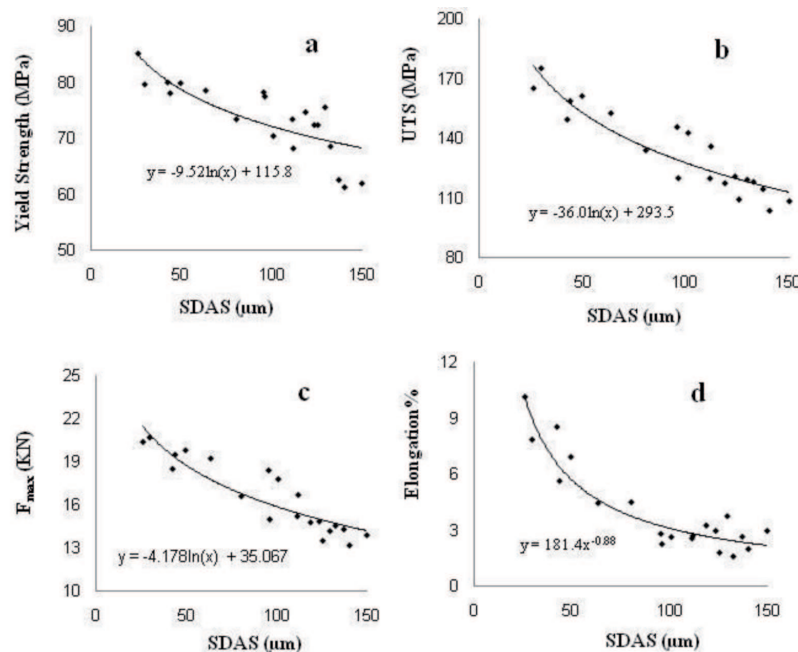 a
Yield Strength (MPa)
90
80
70
60
50
y = -9.52ln(x) + 115.8
0 50 100 150
SDAS (μm)
b
UTS (MPa)
200
170
140
110
80
y = -36.0ln(x) + 293.5
0 50 100 150
SDAS (μm)
c
Fmax (KN)
25
22
19
16
13
10
y = -4.178ln(x) + 35.067
0 50 100 150
SDAS (μm)
d
Elongation%
12
9
6
3
0
y = 181.4x-0.88
0 50 100 150
SDAS (μm)